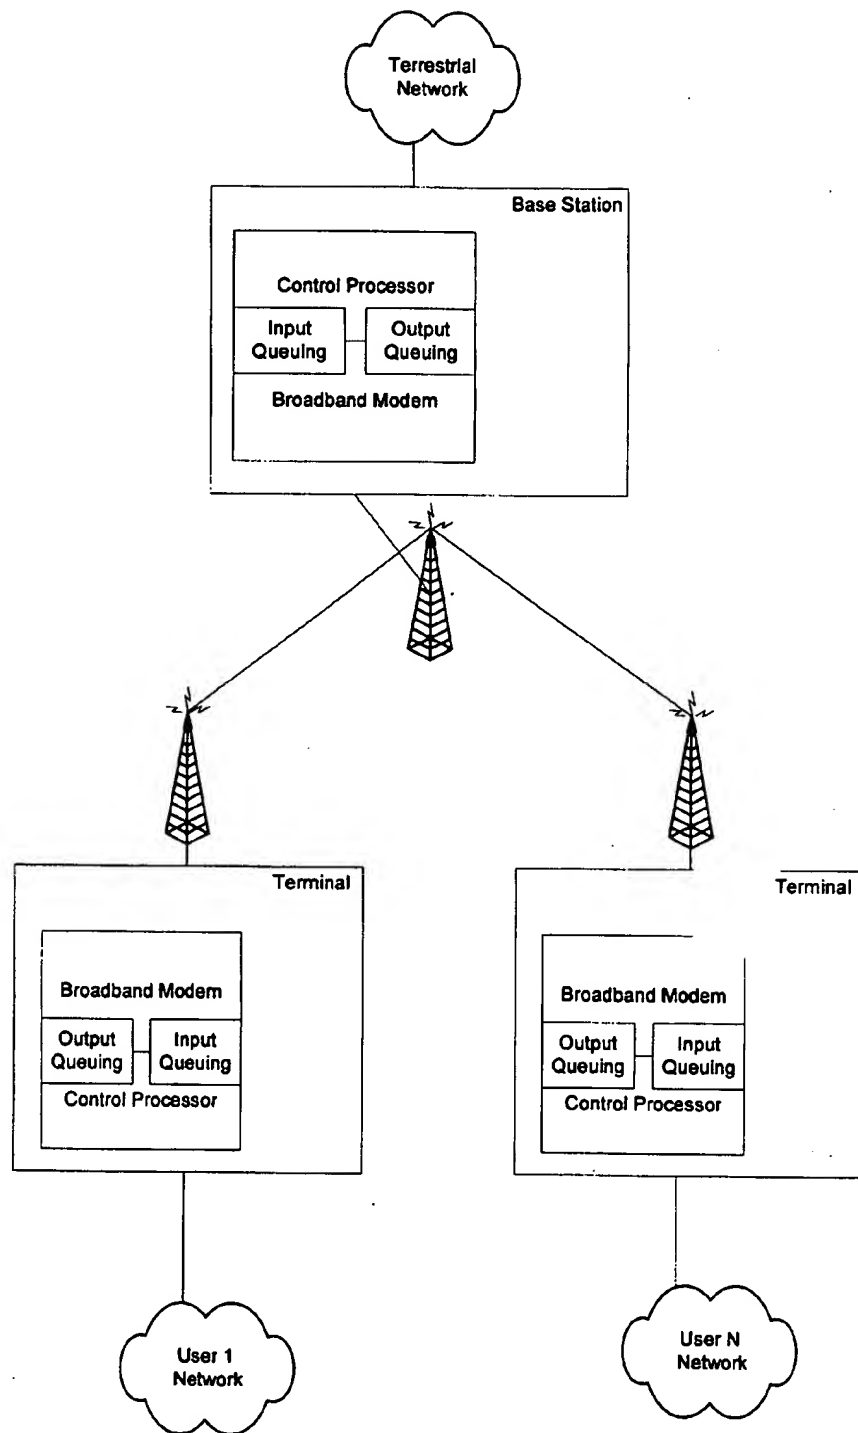 Terrestrial
Network
Base Station
Control Processor
Input
Queuing
Output
Queuing
Broadband Modem
Terminal
Broadband Modem
Output
Queuing
Input
Queuing
Control Processor
Terminal
Broadband Modem
Output
Queuing
Input
Queuing
Control Processor
User 1
Network
User N
Network